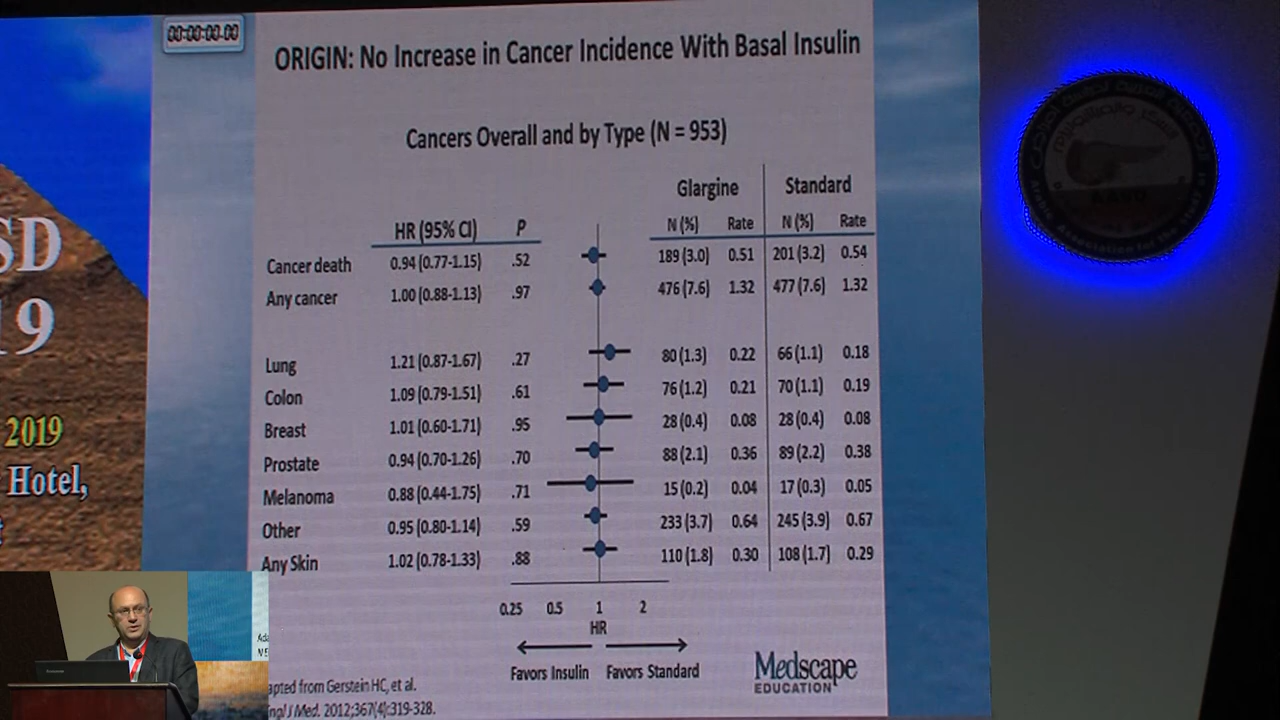 00:00:00.00
ORIGIN: No Increase in Cancer Incidence With Basal Insulin
Cancers Overall and by Type (N = 953)
Glargine Standard
HR (95% CI) P N (%) Rate N (%) Rate
Cancer death 0.94 (0.77-1.15) .52 189 (3.0) 0.51 201 (3.2) 0.54
Any cancer 1.00 (0.88-1.13) .97 476 (7.6) 1.32 477 (7.6) 1.32
Lung 1.21 (0.87-1.67) .27 80 (1.3) 0.22 66 (1.1) 0.18
Colon 1.09 (0.79-1.51) .61 76 (1.2) 0.21 70 (1.1) 0.19
Breast 1.01 (0.60-1.71) .95 28 (0.4) 0.08 28 (0.4) 0.08
Prostate 0.94 (0.70-1.26) .70 88 (2.1) 0.36 89 (2.2) 0.38
Melanoma 0.88 (0.44-1.75) .71 15 (0.2) 0.04 17 (0.3) 0.05
Other 0.95 (0.80-1.14) .59 233 (3.7) 0.64 245 (3.9) 0.67
Any Skin 1.02 (0.78-1.33) .88 110 (1.8) 0.30 108 (1.7) 0.29
0.25 0.5 1 2
HR
Favors Insulin Favors Standard
Medscape
EDUCATION
apted from Gerstein HC, et al.
ngl J Med. 2012;367(4):319-328.
SD
19
2019
Hotel,
Ada
N E